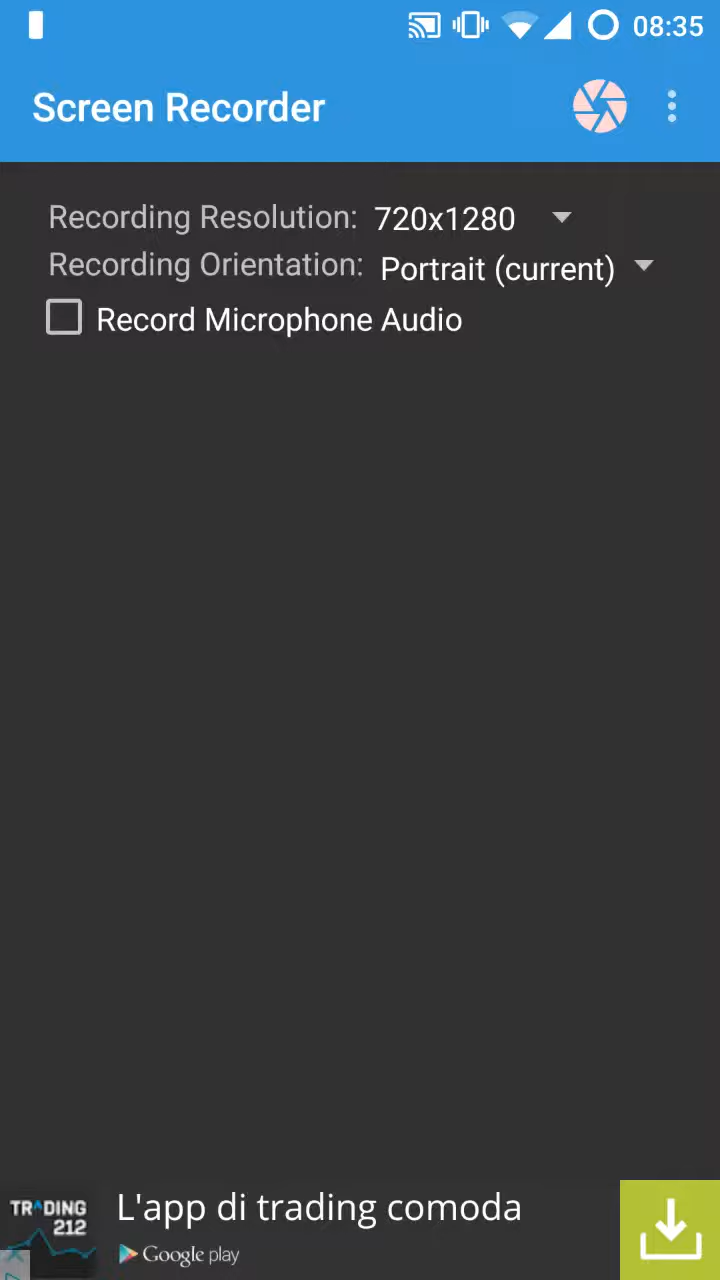 08:35
Screen Recorder
Recording Resolution: 720x1280
Recording Orientation: Portrait (current)
Record Microphone Audio
TRADING
212
L'app di trading comoda
Google play